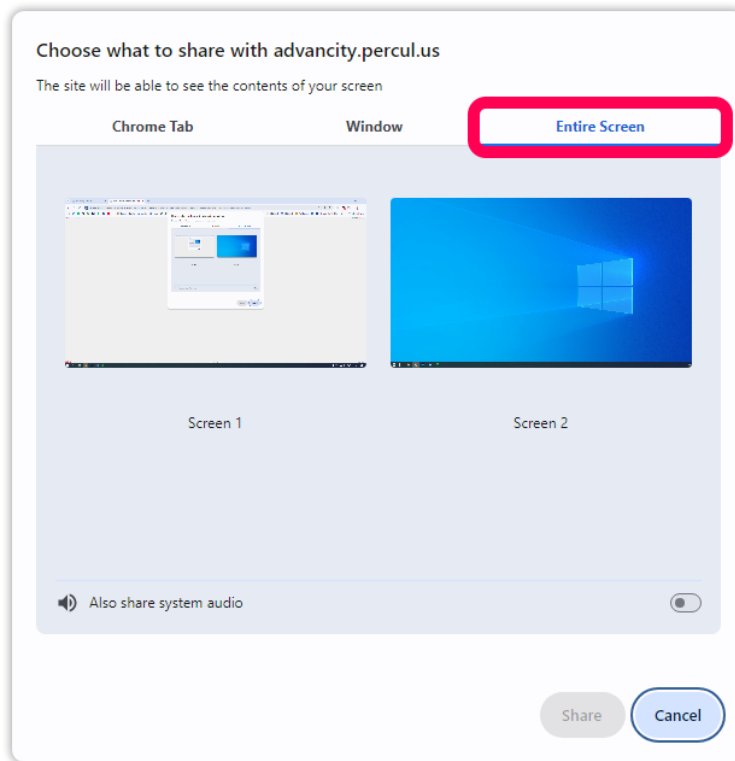 Choose what to share with advancity.percul.us
The site will be able to see the contents of your screen
Chrome Tab Window Entire Screen
Screen 1 Screen 2
Also share system audio
Share Cancel